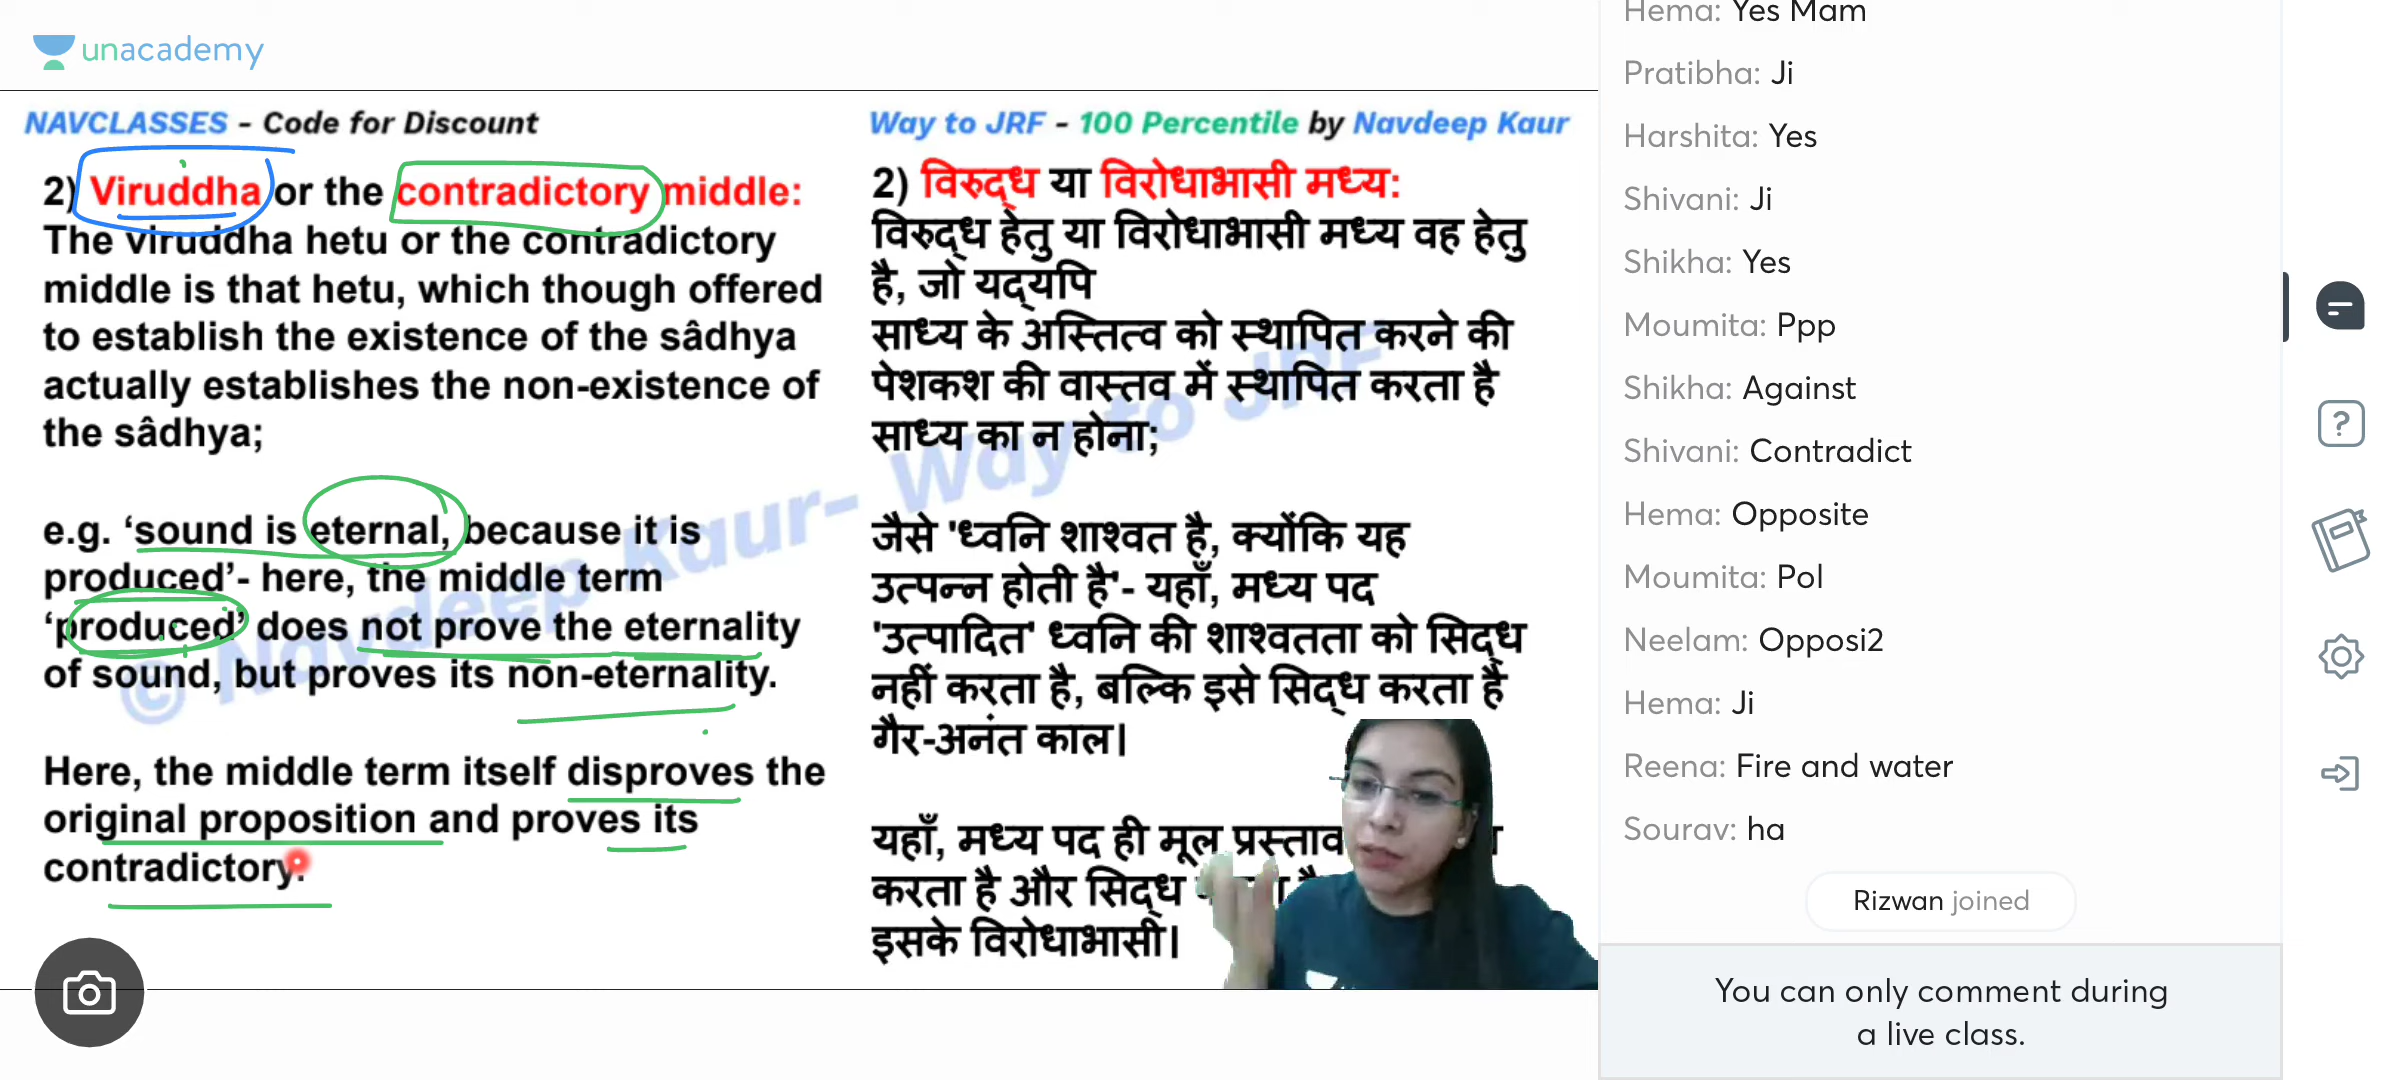 unacademy
NAVCLASSES - Code for Discount
Way to JRF - 100 Percentile by Navdeep Kaur
2) Viruddha or the contradictory middle:
The viruddha hetu or the contradictory
middle is that hetu, which though offered
to establish the existence of the sâdhya
actually establishes the non-existence of
the sâdhya;
e.g. ‘sound is eternal, because it is
produced’- here, the middle term
‘produced’ does not prove the eternality
of sound, but proves its non-eternality.
Here, the middle term itself disproves the
original proposition and proves its
contradictory.
2) विरुद्ध या विरोधाभासी मध्य:
विरुद्ध हेतु या विरोधाभासी मध्य वह हेतु
है, जो यद्यपि
साध्य के अस्तित्व को स्थापित करने की
पेशकश की वास्तव में स्थापित करता है
साध्य का न होना;
जैसे 'ध्वनि शाश्वत है, क्योंकि यह
उत्पन्न होती है'- यहाँ, मध्य पद
'उत्पादित' ध्वनि की शाश्वतता को सिद्ध
नहीं करता है, बल्कि इसे सिद्ध करता है
गैर-अनंत काल।
यहाँ, मध्य पद ही मूल प्रस्ताव
करता है और सिद्ध
इसके विरोधाभासी।
© Navdeep Kaur- Way to JRF
Hema: Yes Mam
Pratibha: Ji
Harshita: Yes
Shivani: Ji
Shikha: Yes
Moumita: Ppp
Shikha: Against
Shivani: Contradict
Hema: Opposite
Moumita: Pol
Neelam: Opposi2
Hema: Ji
Reena: Fire and water
Sourav: ha
Rizwan joined
You can only comment during
a live class.